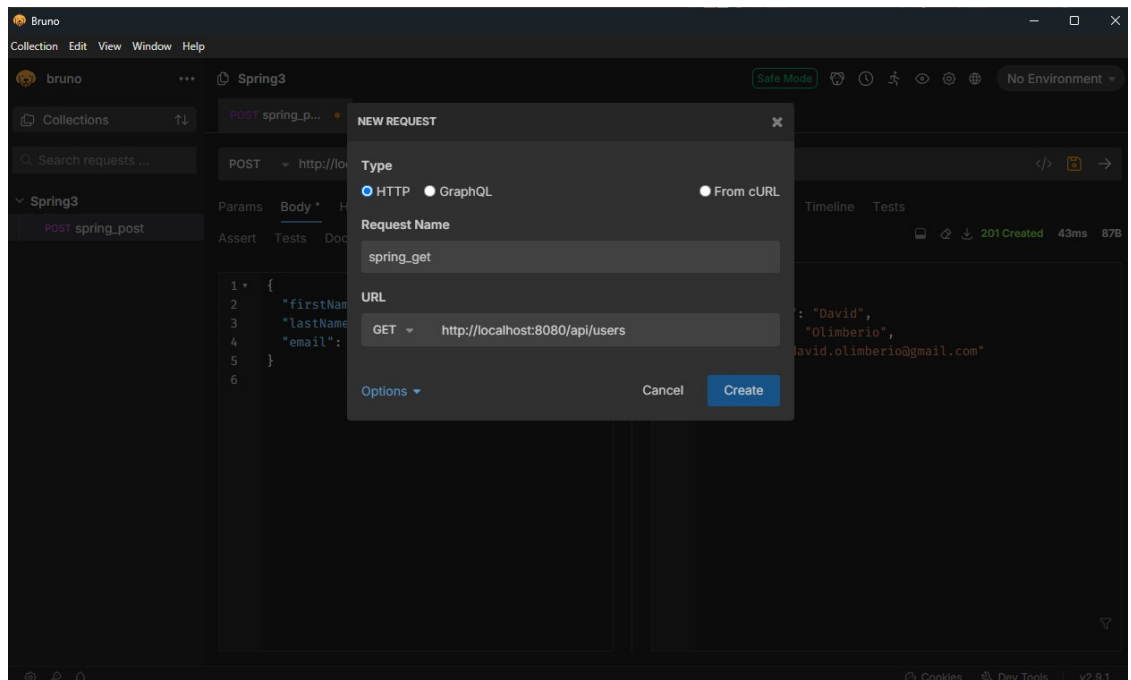 Bruno
Collection Edit View Window Help
bruno
Spring3
Safe Mode
No Environment
Collections
POST spring_p...
Search requests ...
POST http://lo
Spring3
POST spring_post
Params Body * H
Timeline Tests
Assert Tests Doc
201 Created 43ms 87B
1 {
2 "firstNam
3 "lastName
4 "email":
5 }
6
: "David",
"Olimberio",
avid.olimberio@gmail.com"
NEW REQUEST
Type
HTTP GraphQL From cURL
Request Name
spring_get
URL
GET http://localhost:8080/api/users
Options Cancel Create
Cookies Dev Tools v2.9.1